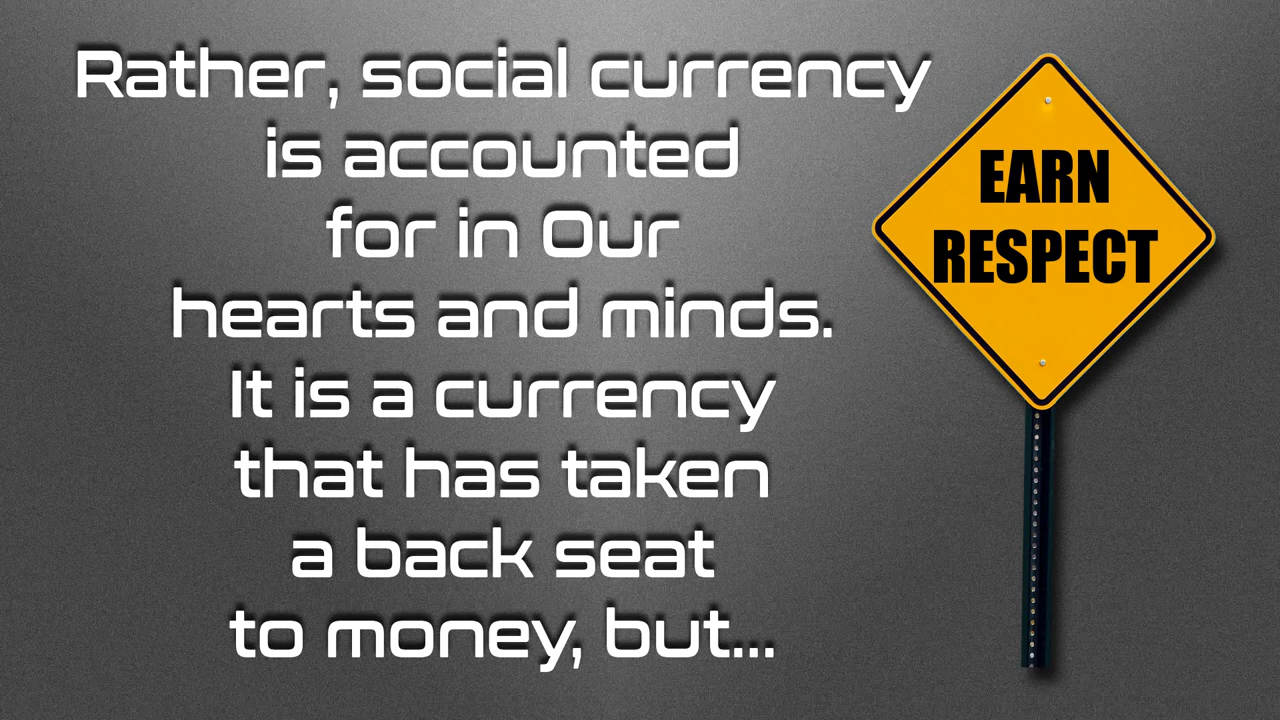 Rather, social currency
is accounted
for in Our
hearts and minds.
It is a currency
that has taken
a back seat
to money, but...
EARN
RESPECT